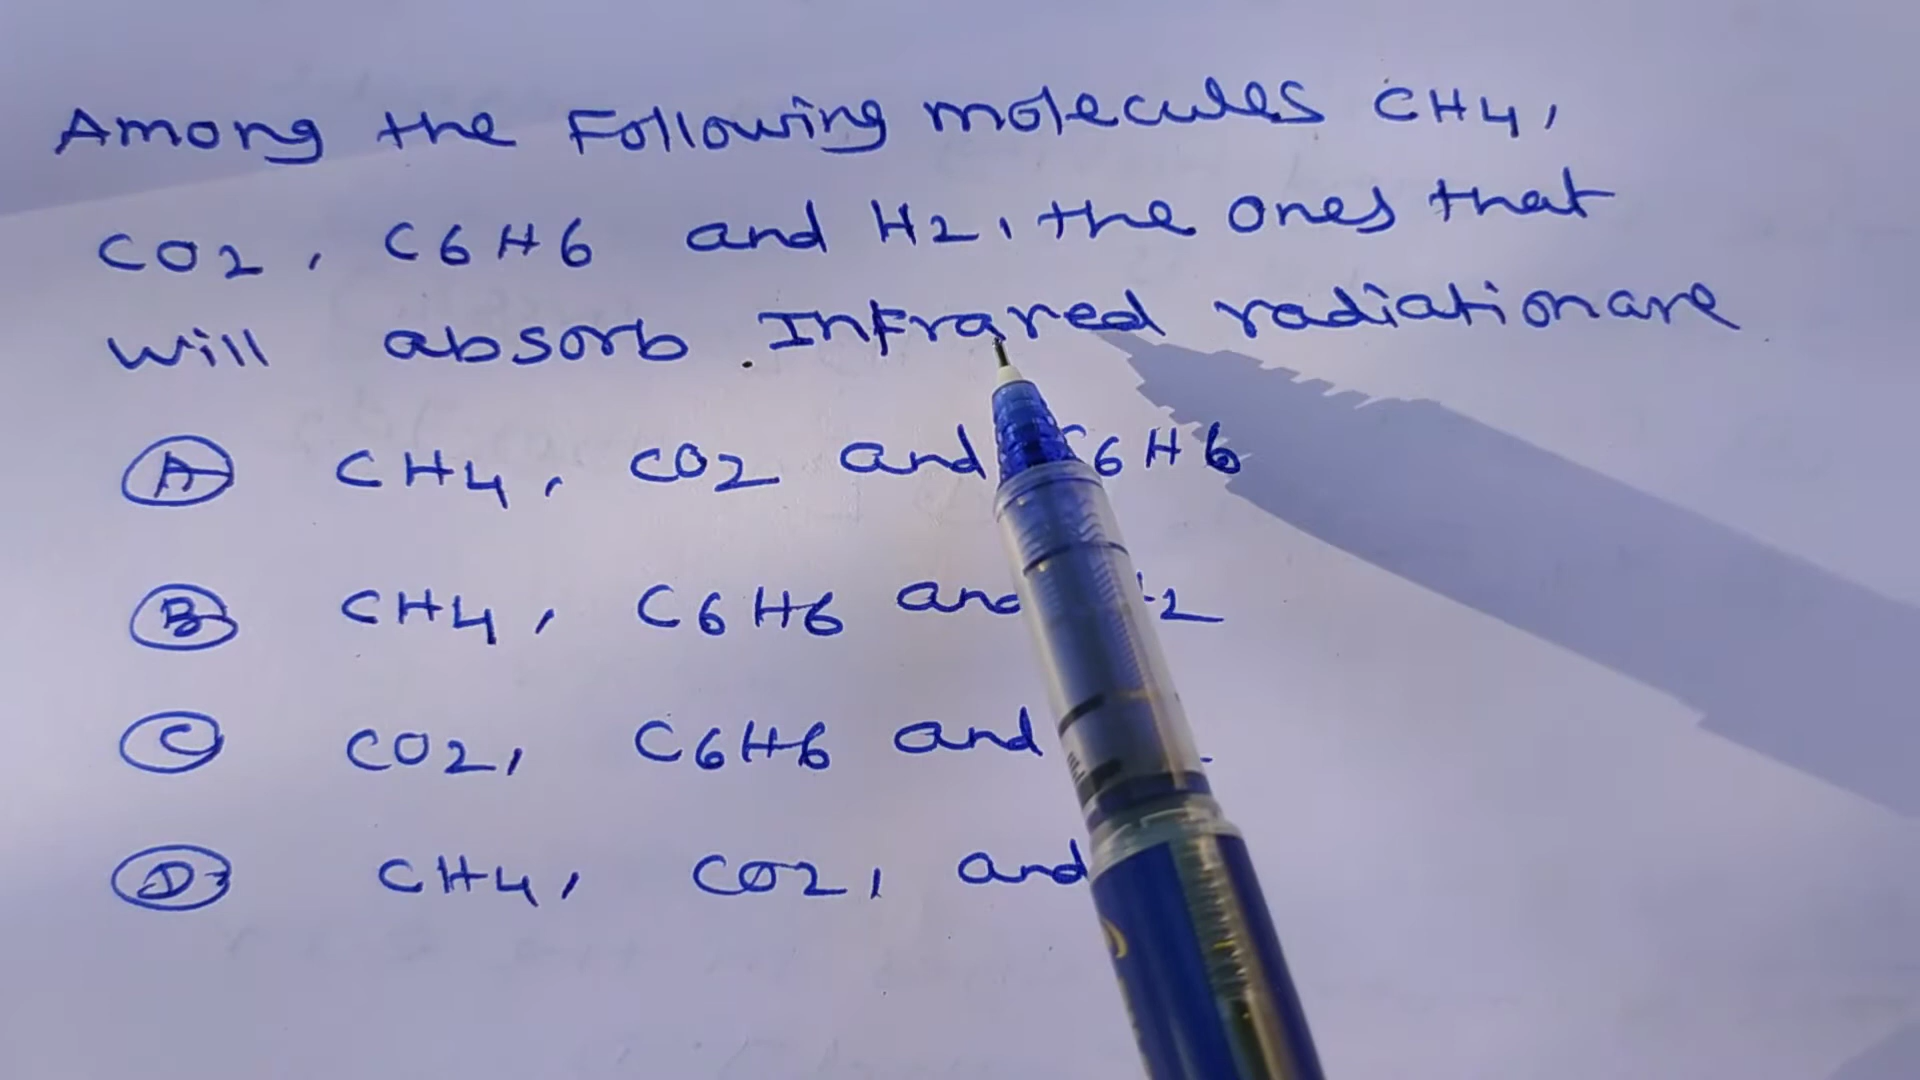 Among the Following molecules CH4,
CO2, C6H6 and H2, the ones that
will absorb Infrared radiation are
(A) CH4, CO2 and C6H6
(B) CH4, C6H6 and
(C) CO2, C6H6 and
(D) CH4, CO2, and